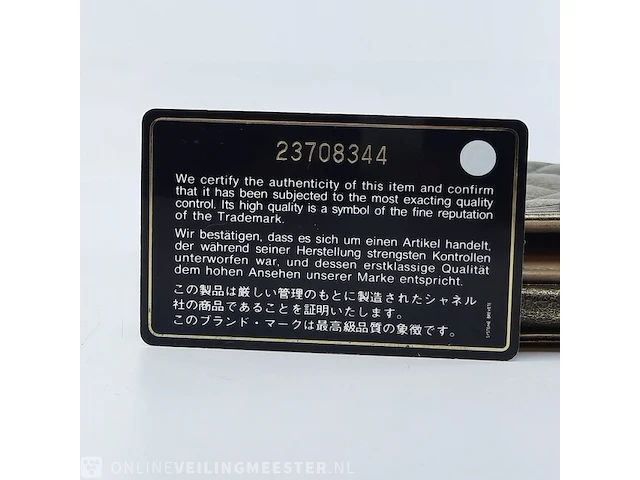 23708344
We certify the authenticity of this item and confirm
that it has been subjected to the most exacting quality
control. Its high quality is a symbol of the fine reputation
of the Trademark.
Wir bestätigen, dass es sich um einen Artikel handelt,
der während seiner Herstellung strengsten Kontrollen
unterworfen war, und dessen erstklassige Qualität
dem hohen Ansehen unserer Marke entspricht.
この製品は厳しい管理のもとに製造されたシャネル
社の商品であることを証明いたします。
このブランド・マークは最高級品質の象徴です。
ONLINEVEILINGMEESTER.NL